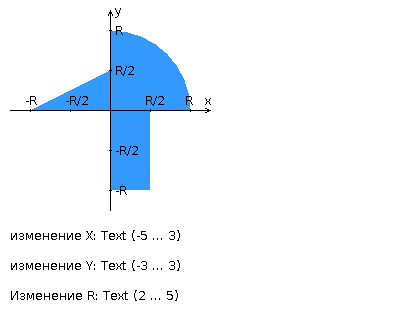 y
R
R/2
-R -R/2 R/2 R x
-R/2
-R
изменение X: Text (-5 ... 3)
изменение Y: Text (-3 ... 3)
Изменение R: Text (2 ... 5)